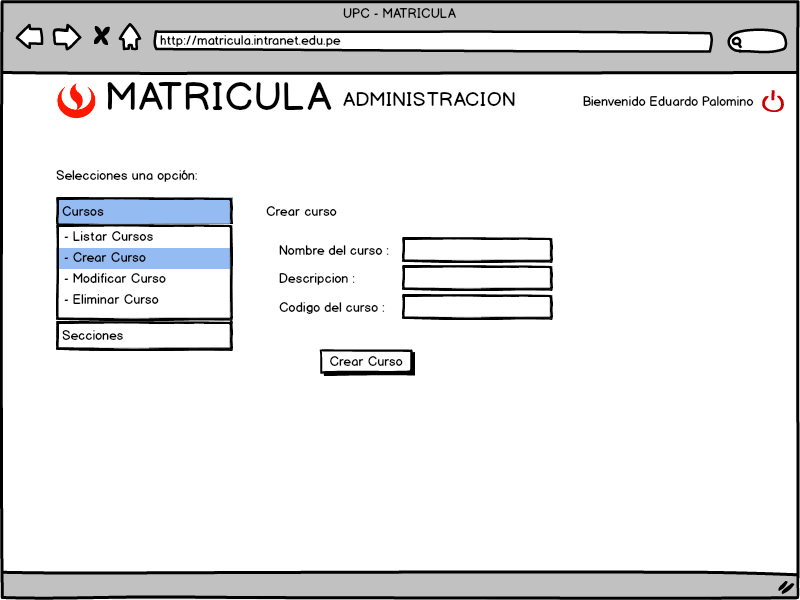 UPC - MATRICULA
http://matricula.intranet.edu.pe
MATRICULA ADMINISTRACION
Bienvenido Eduardo Palomino
Selecciones una opción:
Cursos
- Listar Cursos
- Crear Curso
- Modificar Curso
- Eliminar Curso
Secciones
Crear curso
Nombre del curso :
Descripcion :
Codigo del curso :
Crear Curso